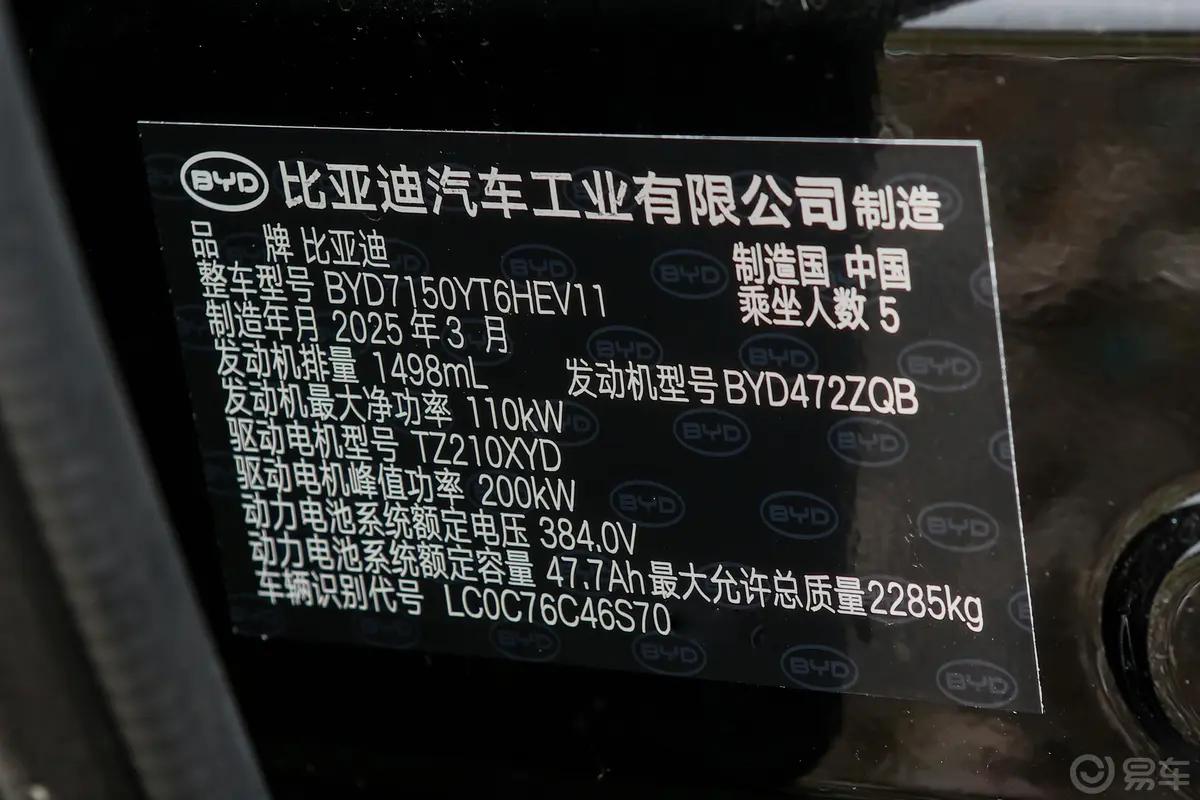 BYD 比亚迪汽车工业有限公司 制造
品 牌 比亚迪 制造国 中国
整车型号 BYD7150YT6HEV11 乘坐人数 5
制造年月 2025 年 3 月
发动机排量 1498mL 发动机型号 BYD472ZQB
发动机最大净功率 110kW
驱动电机型号 TZ210XYD
驱动电机峰值功率 200kW
动力电池系统额定电压 384.0V
动力电池系统额定容量 47.7Ah 最大允许总质量2285kg
车辆识别代号 LC0C76C46S70
易车